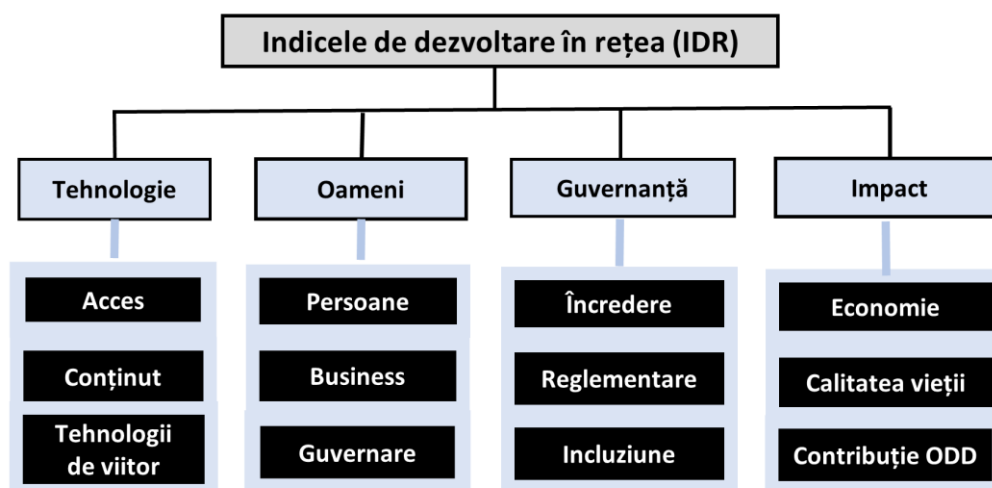 Indicele de dezvoltare în rețea (IDR)
Tehnologie
Oameni
Guvernanță
Impact
Acces
Conținut
Tehnologii
de viitor
Persoane
Business
Guvernare
Încredere
Reglementare
Incluziune
Economie
Calitatea vieții
Contribuție ODD